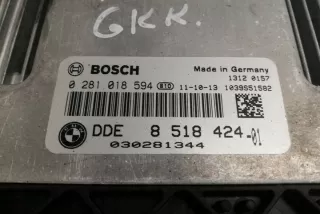 GKK.
BOSCH
Made in Germany
1312 0157
0 281 018 594 B1D 11-10-13 1039S51582
DDE 8 518 424-01
030281344